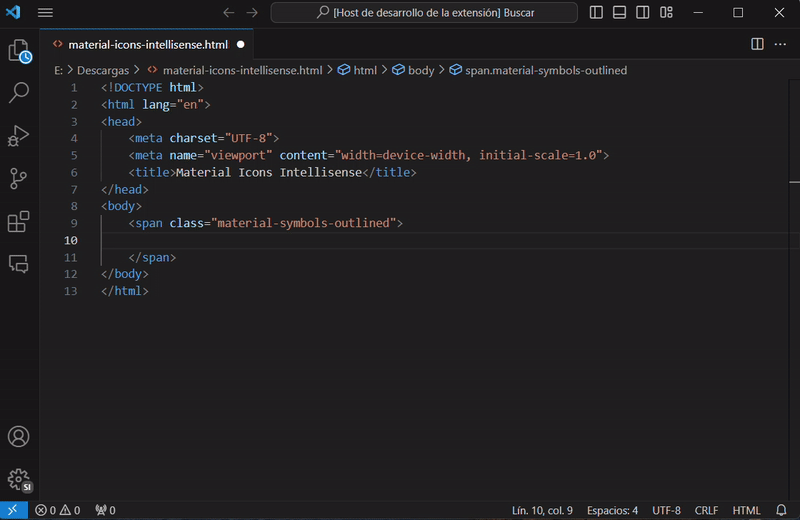 [Host de desarrollo de la extensión] Buscar
material-icons-intellisense.html
E: > Descargas > material-icons-intellisense.html > html > body > span.material-symbols-outlined
1 <!DOCTYPE html>
2 <html lang="en">
3 <head>
4 <meta charset="UTF-8">
5 <meta name="viewport" content="width=device-width, initial-scale=1.0">
6 <title>Material Icons Intellisense</title>
7 </head>
8 <body>
9 <span class="material-symbols-outlined">
10
11 </span>
12 </body>
13 </html>
SI
0 0 0 Lín. 10, col. 9 Espacios: 4 UTF-8 CRLF HTML